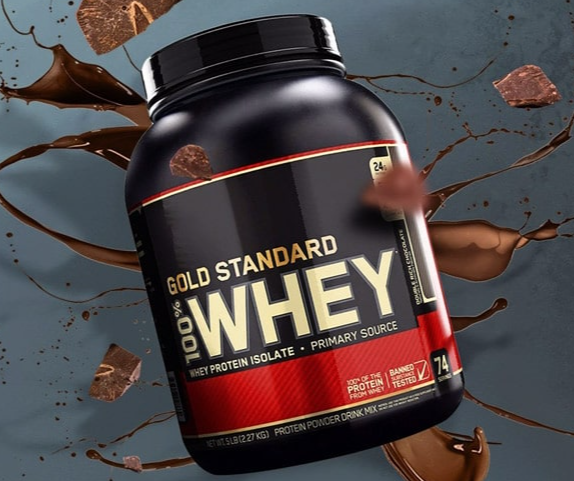 24g
DOUBLE RICH CHOCOLATE
GOLD STANDARD
100% WHEY
WHEY PROTEIN ISOLATE • PRIMARY SOURCE
100% OF THE PROTEIN FROM WHEY
BANNED SUBSTANCE TESTED
74
NET WT. 5 LB (2.27 KG) PROTEIN POWDER DRINK MIX